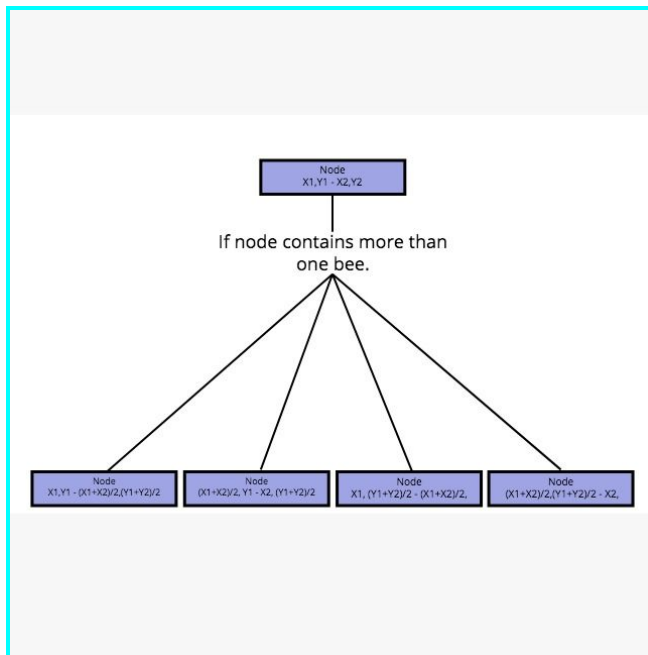 Node
X1,Y1 - X2,Y2
If node contains more than
one bee.
Node
X1,Y1 - (X1+X2)/2,(Y1+Y2)/2
Node
(X1+X2)/2, Y1 - X2, (Y1+Y2)/2
Node
X1, (Y1+Y2)/2 - (X1+X2)/2,
Node
(X1+X2)/2,(Y1+Y2)/2 - X2,